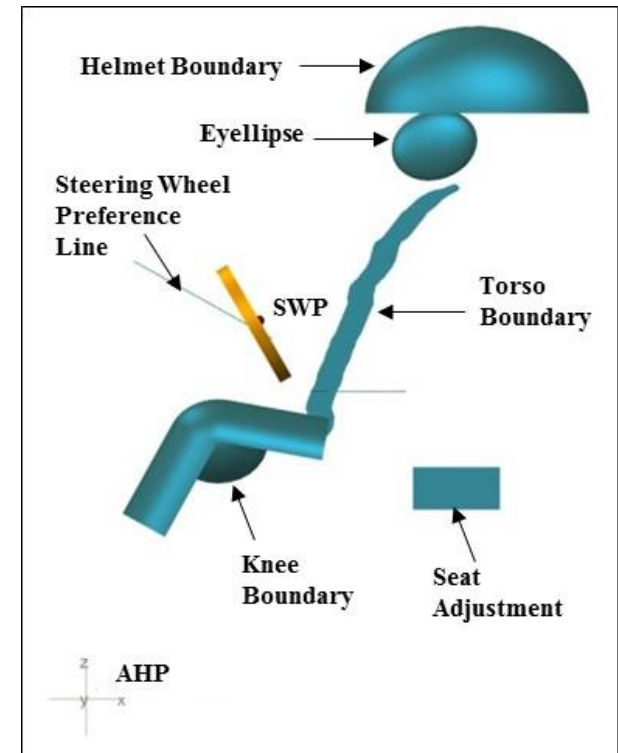 Helmet Boundary
Eyellipse
Steering Wheel
Preference
Line
SWP
Torso
Boundary
Knee
Boundary
Seat
Adjustment
z
AHP
y
x